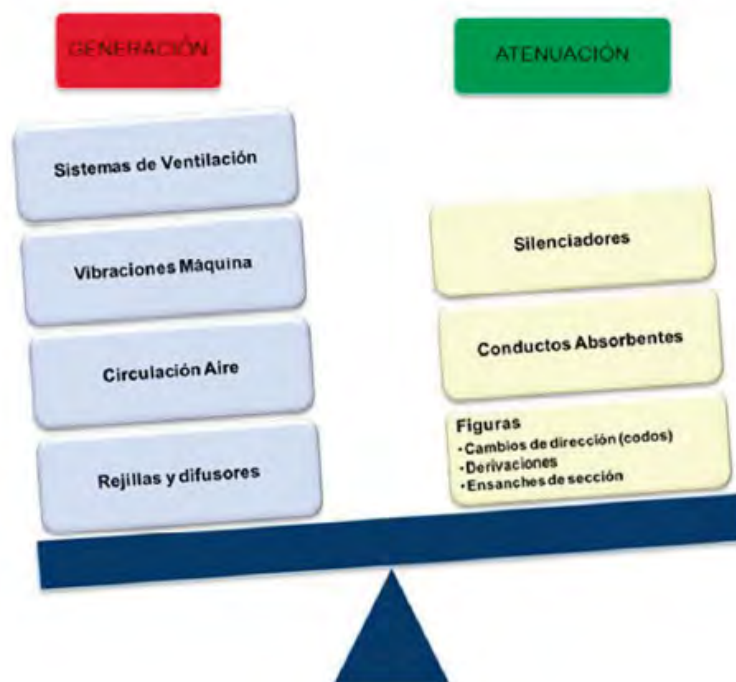 GENERACIÓN
Sistemas de Ventilación
Vibraciones Máquina
Circulación Aire
Rejillas y difusores
ATENUACIÓN
Silenciadores
Conductos Absorbentes
Figuras
•Cambios de dirección (codos)
•Derivaciones
•Ensanches de sección